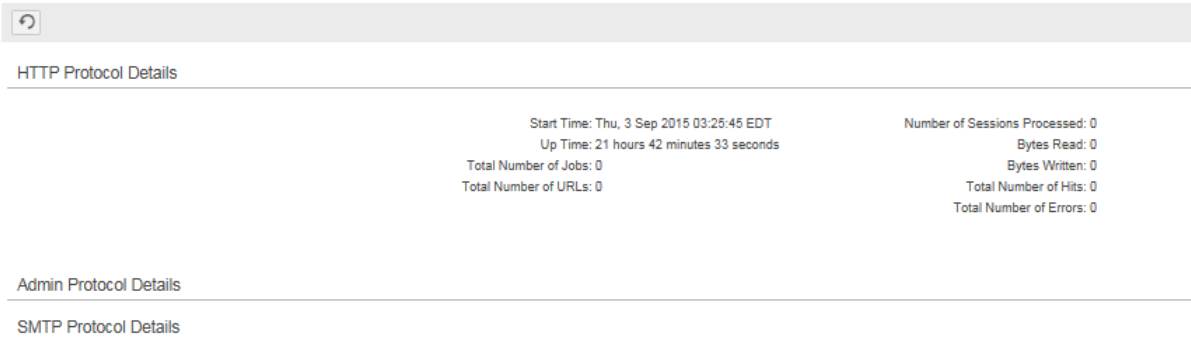 HTTP Protocol Details
Start Time: Thu, 3 Sep 2015 03:25:45 EDT
Up Time: 21 hours 42 minutes 33 seconds
Total Number of Jobs: 0
Total Number of URLs: 0
Number of Sessions Processed: 0
Bytes Read: 0
Bytes Written: 0
Total Number of Hits: 0
Total Number of Errors: 0
Admin Protocol Details
SMTP Protocol Details